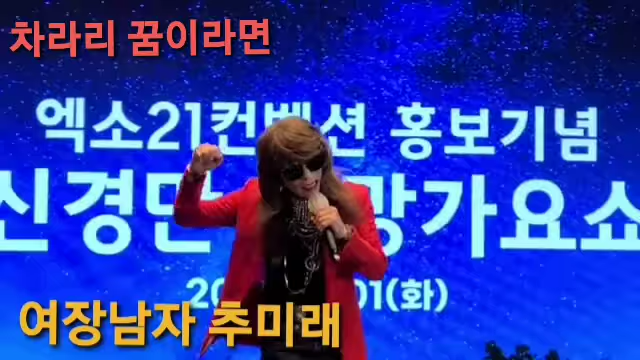 차라리 꿈이라면
엑소21컨벤션 홍보기념
신경단 가요쇼
01(화)
여장남자 추미래